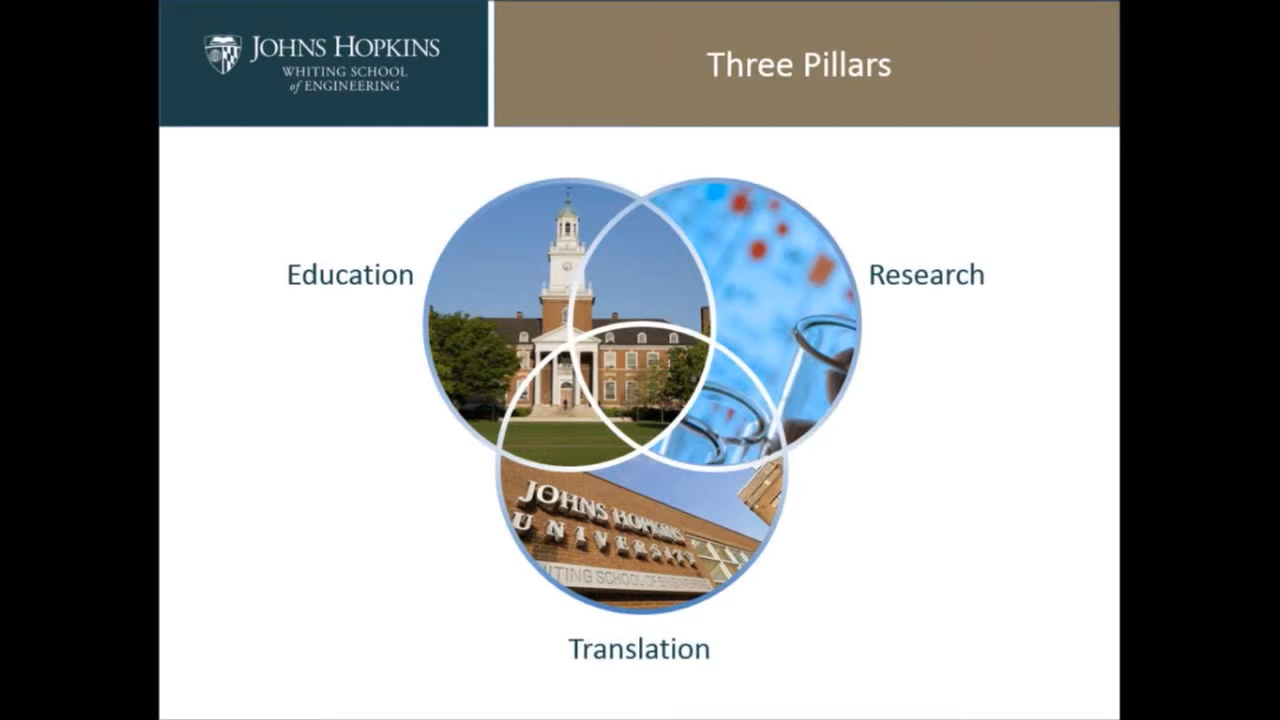 JOHNS HOPKINS
WHITING SCHOOL
of ENGINEERING
Three Pillars
Education
Research
JOHNS HOPKINS
UNIVERSITY
WHITING SCHOOL OF ENGINEERING
Translation